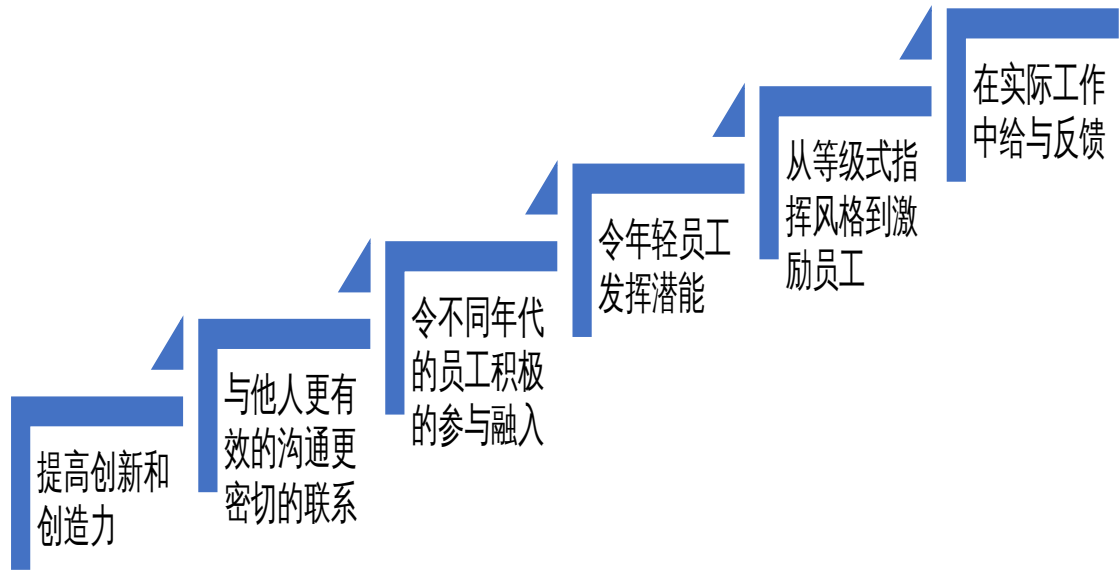 提高创新和
创造力
与他人更有
效的沟通更
密切的联系
令不同年代
的员工积极
的参与融入
令年轻员工
发挥潜能
从等级式指
挥风格到激
励员工
在实际工作
中给与反馈